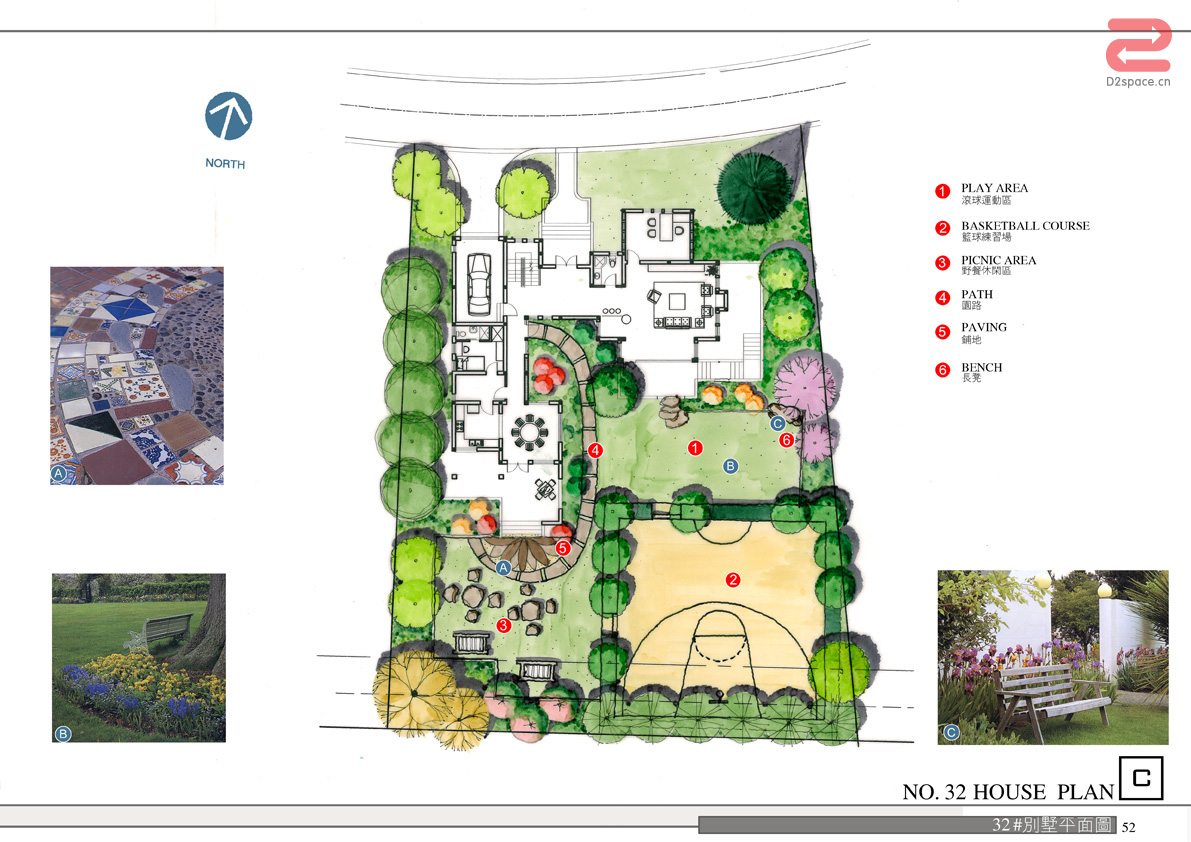 D2space.cn
NORTH
1 PLAY AREA
滾球運動區
2 BASKETBALL COURSE
籃球練習場
3 PICNIC AREA
野餐休閑區
4 PATH
園路
5 PAVING
鋪地
6 BENCH
長凳
A
B
C
4
1
C
6
B
5
A
2
3
C
NO. 32 HOUSE PLAN C
32#別墅平面圖 52